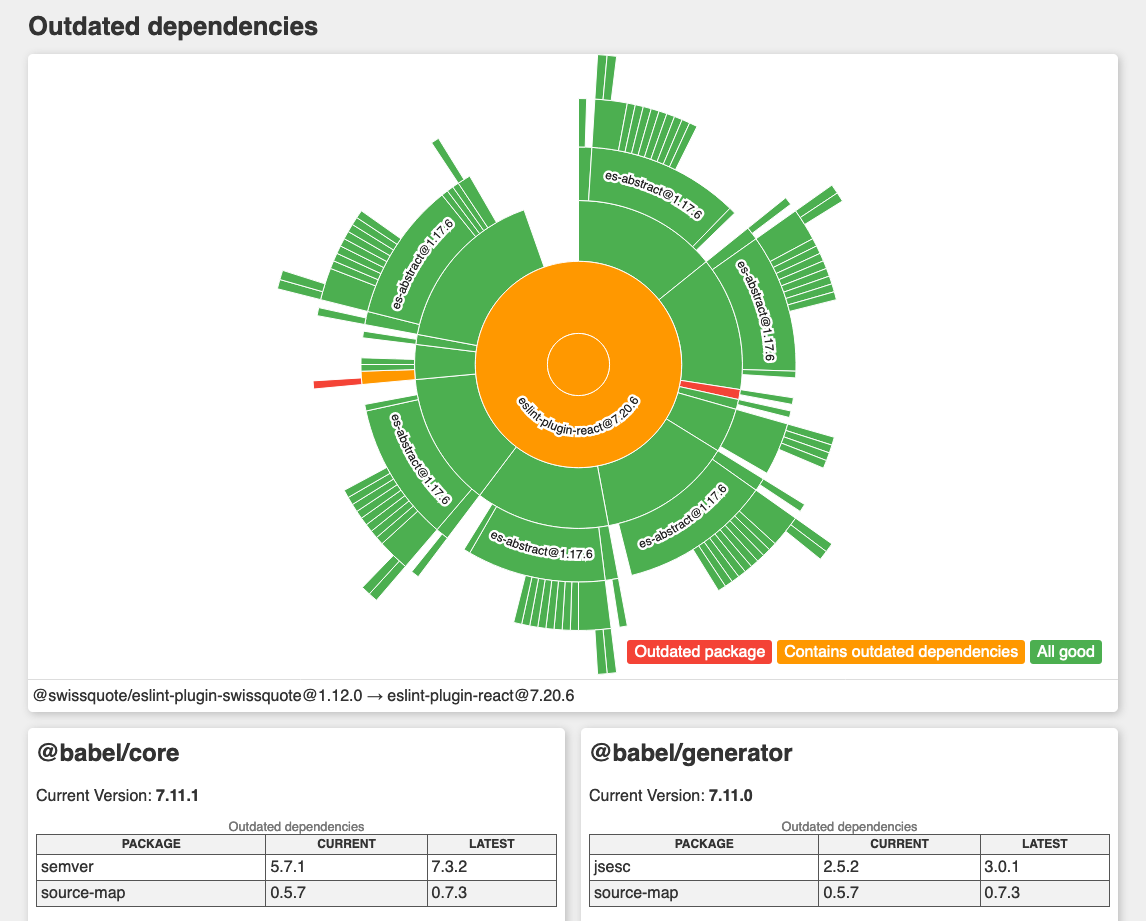 Outdated dependencies
es-abstract@1.17.6
es-abstract@1.17.6
es-abstract@1.17.6
eslint-plugin-react@7.20.6
es-abstract@1.17.6
es-abstract@1.17.6
es-abstract@1.17.6
Outdated package Contains outdated dependencies All good
@swissquote/eslint-plugin-swissquote@1.12.0 → eslint-plugin-react@7.20.6
@babel/core
Current Version: 7.11.1
Outdated dependencies
PACKAGE CURRENT LATEST
semver 5.7.1 7.3.2
source-map 0.5.7 0.7.3
@babel/generator
Current Version: 7.11.0
Outdated dependencies
PACKAGE CURRENT LATEST
jsesc 2.5.2 3.0.1
source-map 0.5.7 0.7.3